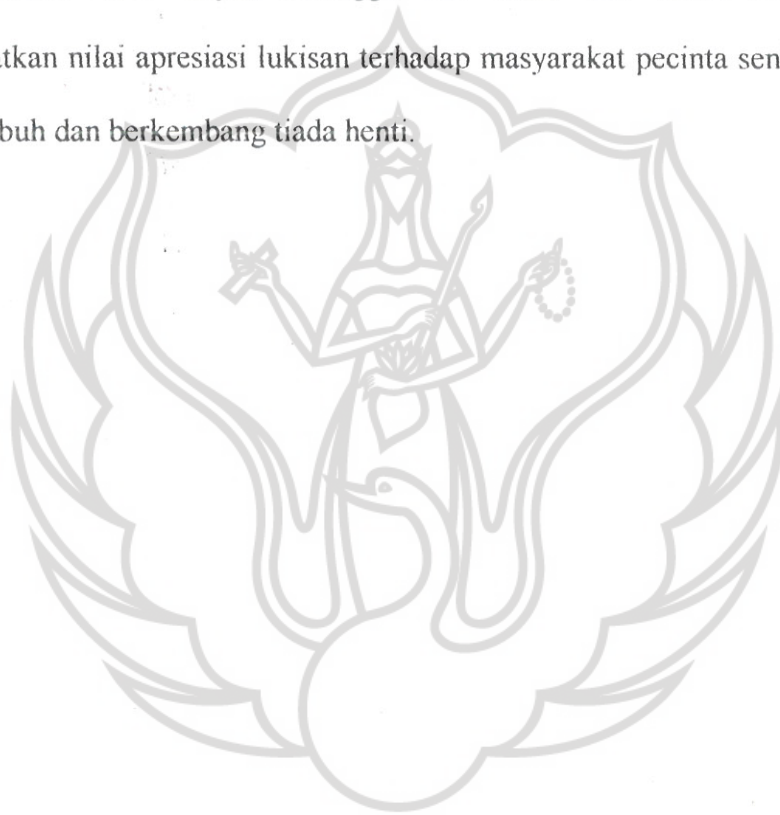 atkan nilai apresiasi lukisan terhadap masyarakat pecinta sen
buh dan berkembang tiada henti.